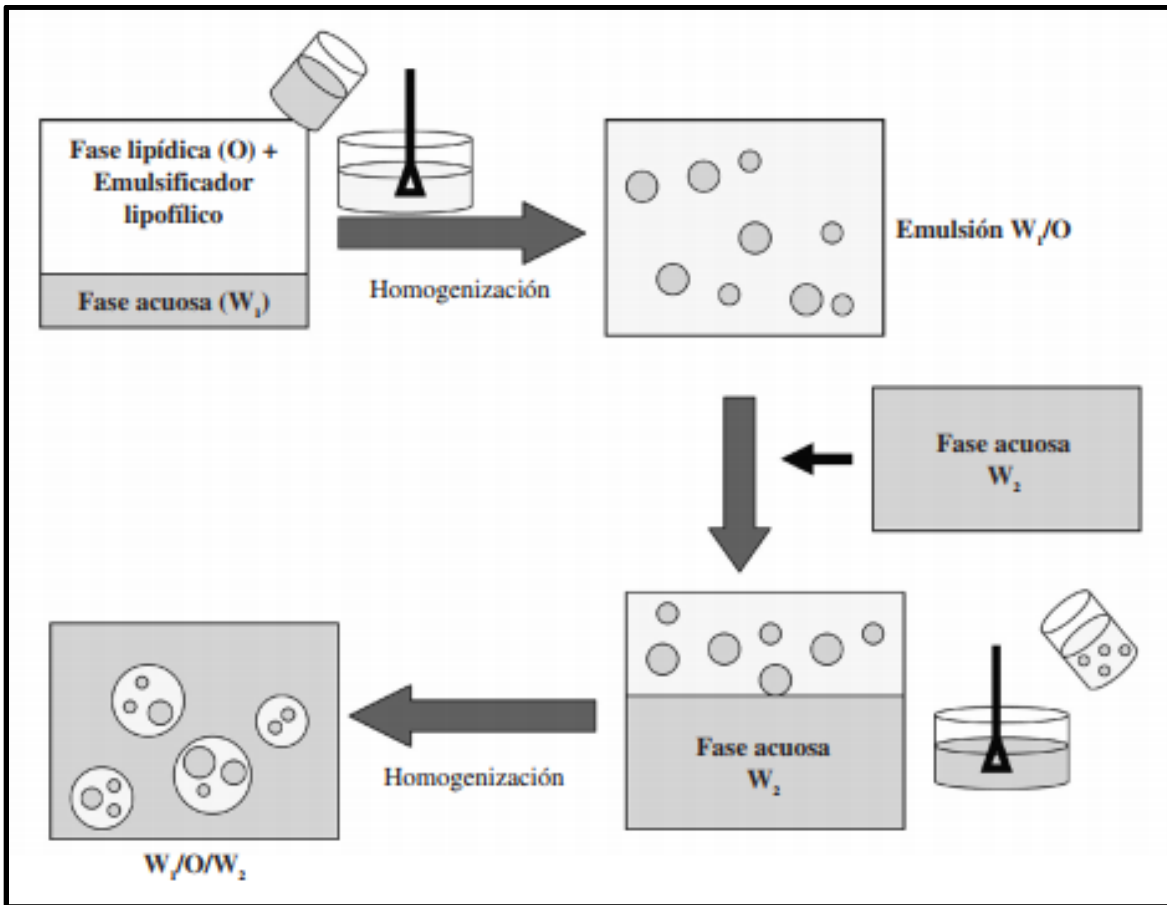 Fase lipídica (O) +
Emulsificador
lipofílico
Fase acuosa (W₁)
Homogenización
Emulsión W₁/O
Fase acuosa
W₂
Fase acuosa
W₂
Homogenización
W₁/O/W₂